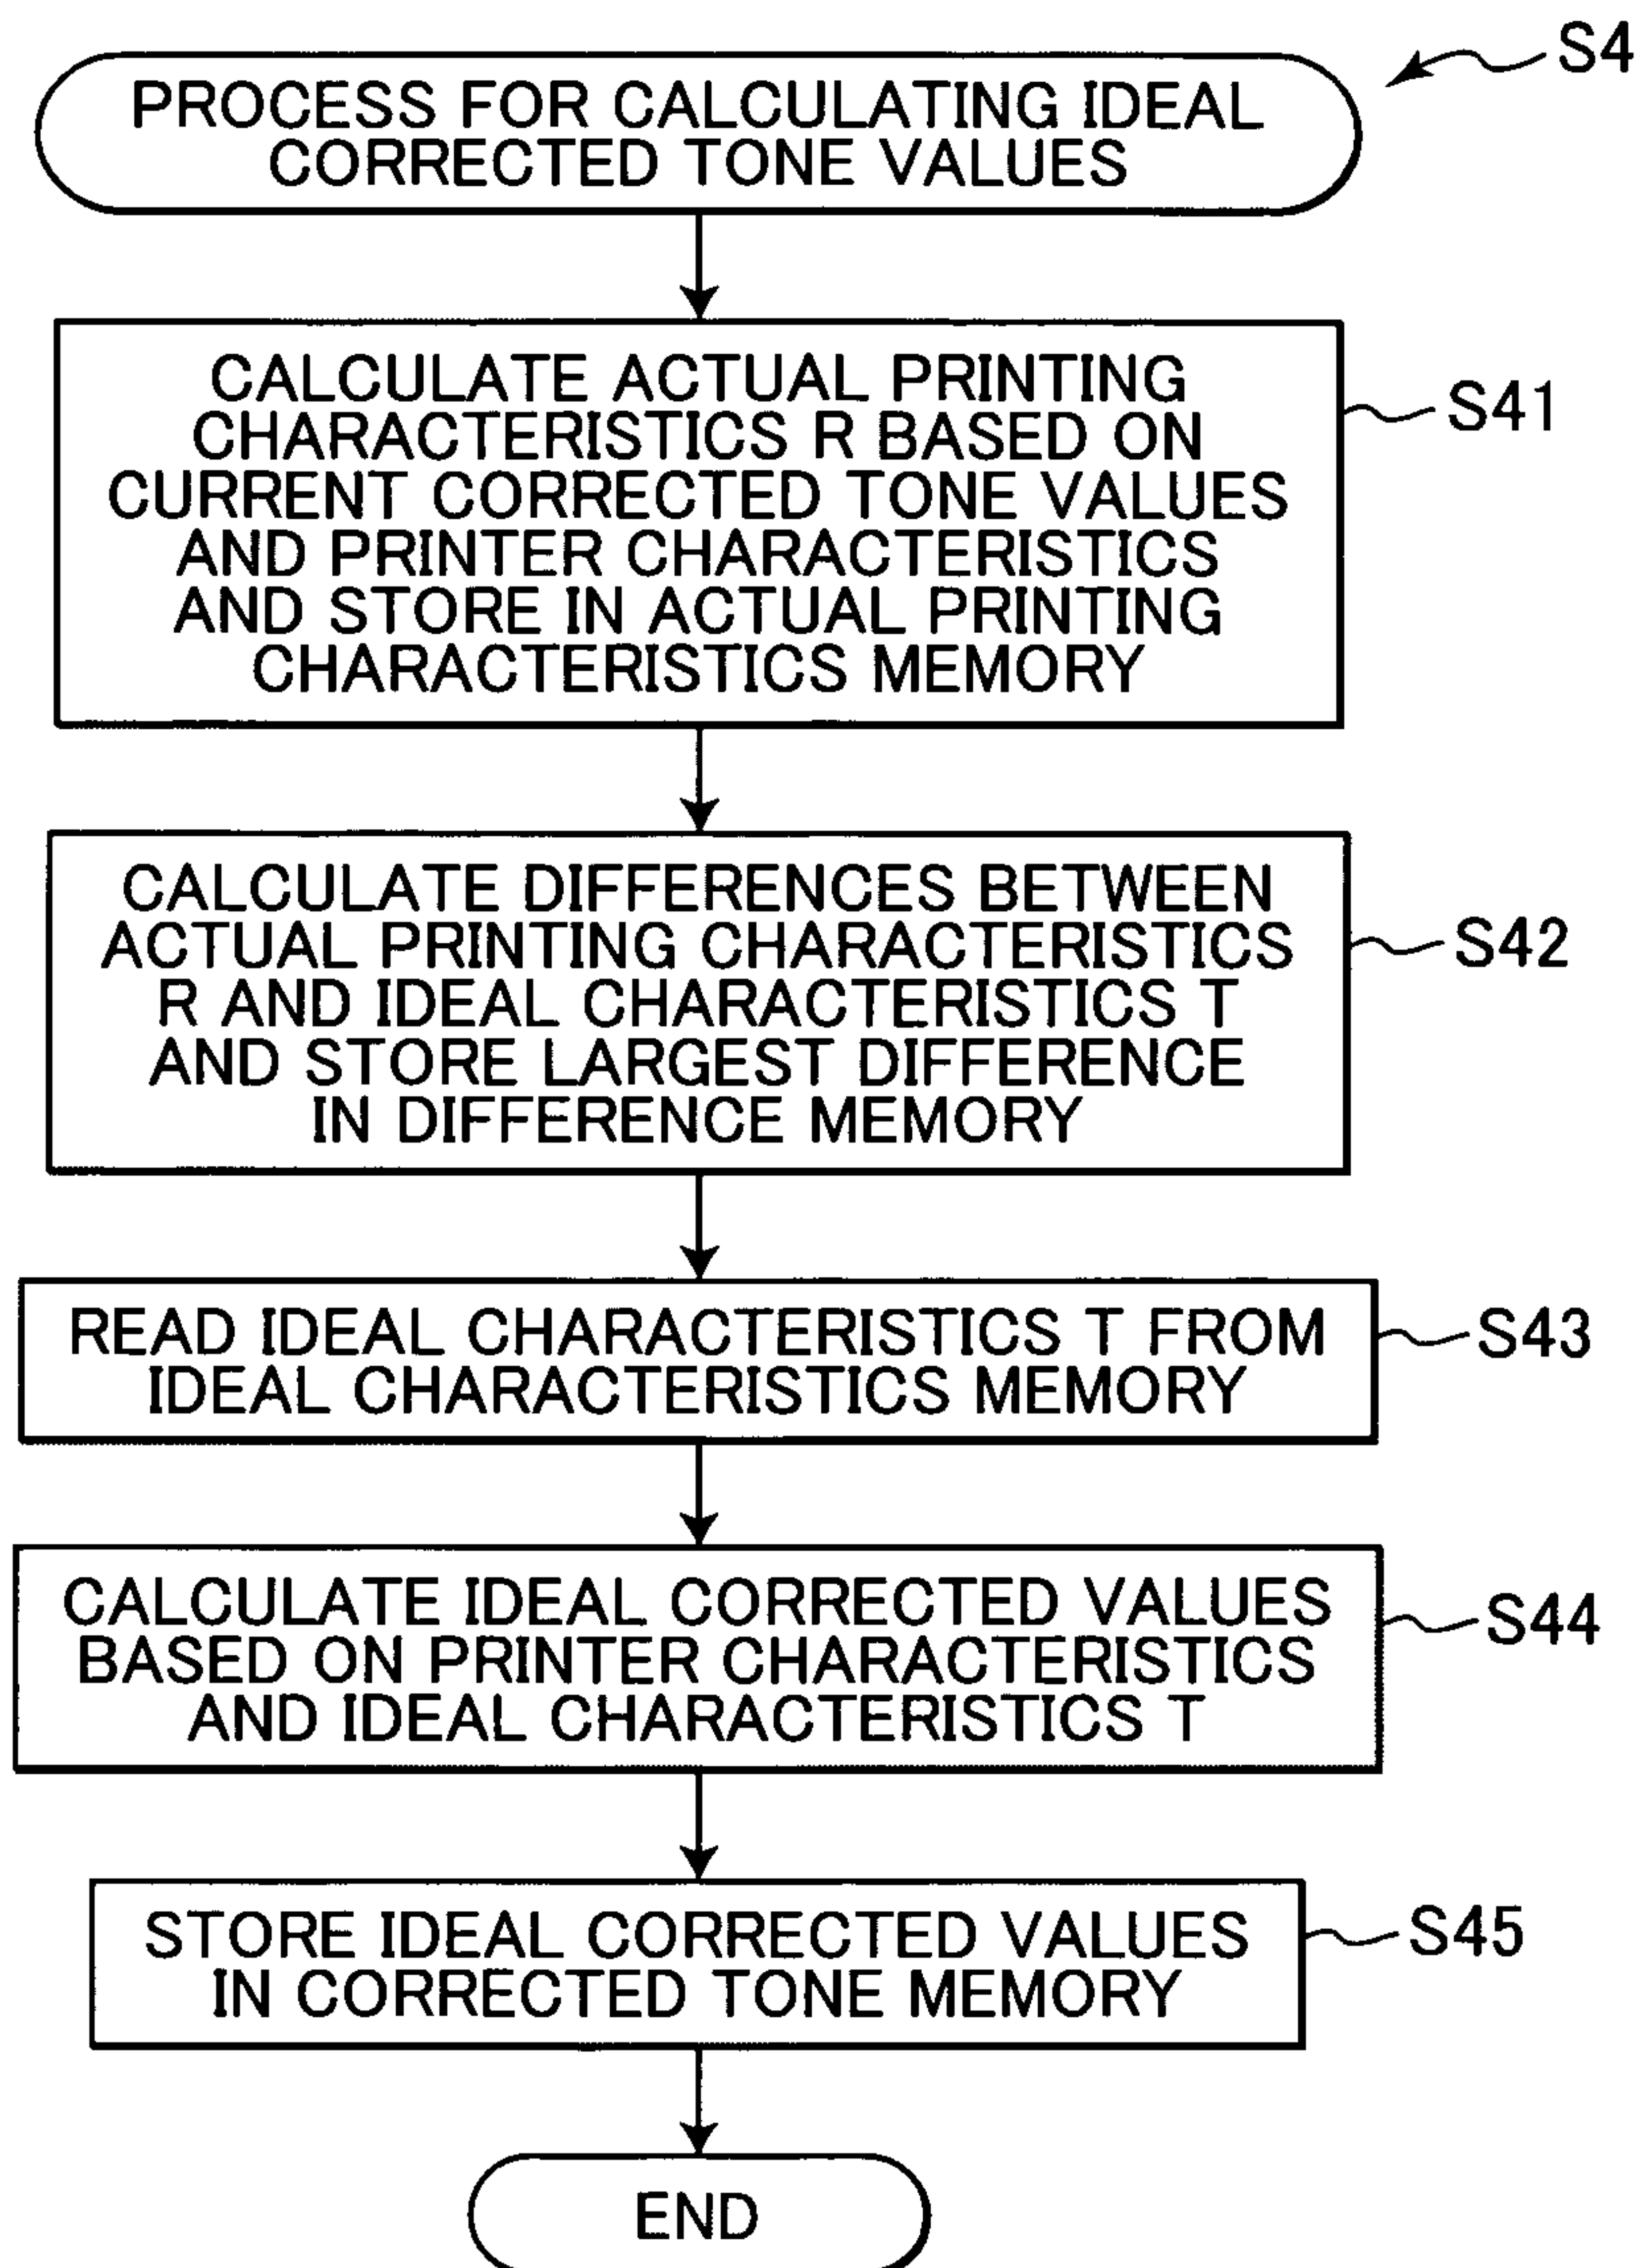 S4
PROCESS FOR CALCULATING IDEAL
CORRECTED TONE VALUES
CALCULATE ACTUAL PRINTING
CHARACTERISTICS R BASED ON
CURRENT CORRECTED TONE VALUES
AND PRINTER CHARACTERISTICS
AND STORE IN ACTUAL PRINTING
CHARACTERISTICS MEMORY
S41
CALCULATE DIFFERENCES BETWEEN
ACTUAL PRINTING CHARACTERISTICS
R AND IDEAL CHARACTERISTICS T
AND STORE LARGEST DIFFERENCE
IN DIFFERENCE MEMORY
S42
READ IDEAL CHARACTERISTICS T FROM
IDEAL CHARACTERISTICS MEMORY
S43
CALCULATE IDEAL CORRECTED VALUES
BASED ON PRINTER CHARACTERISTICS
AND IDEAL CHARACTERISTICS T
S44
STORE IDEAL CORRECTED VALUES
IN CORRECTED TONE MEMORY
S45
END